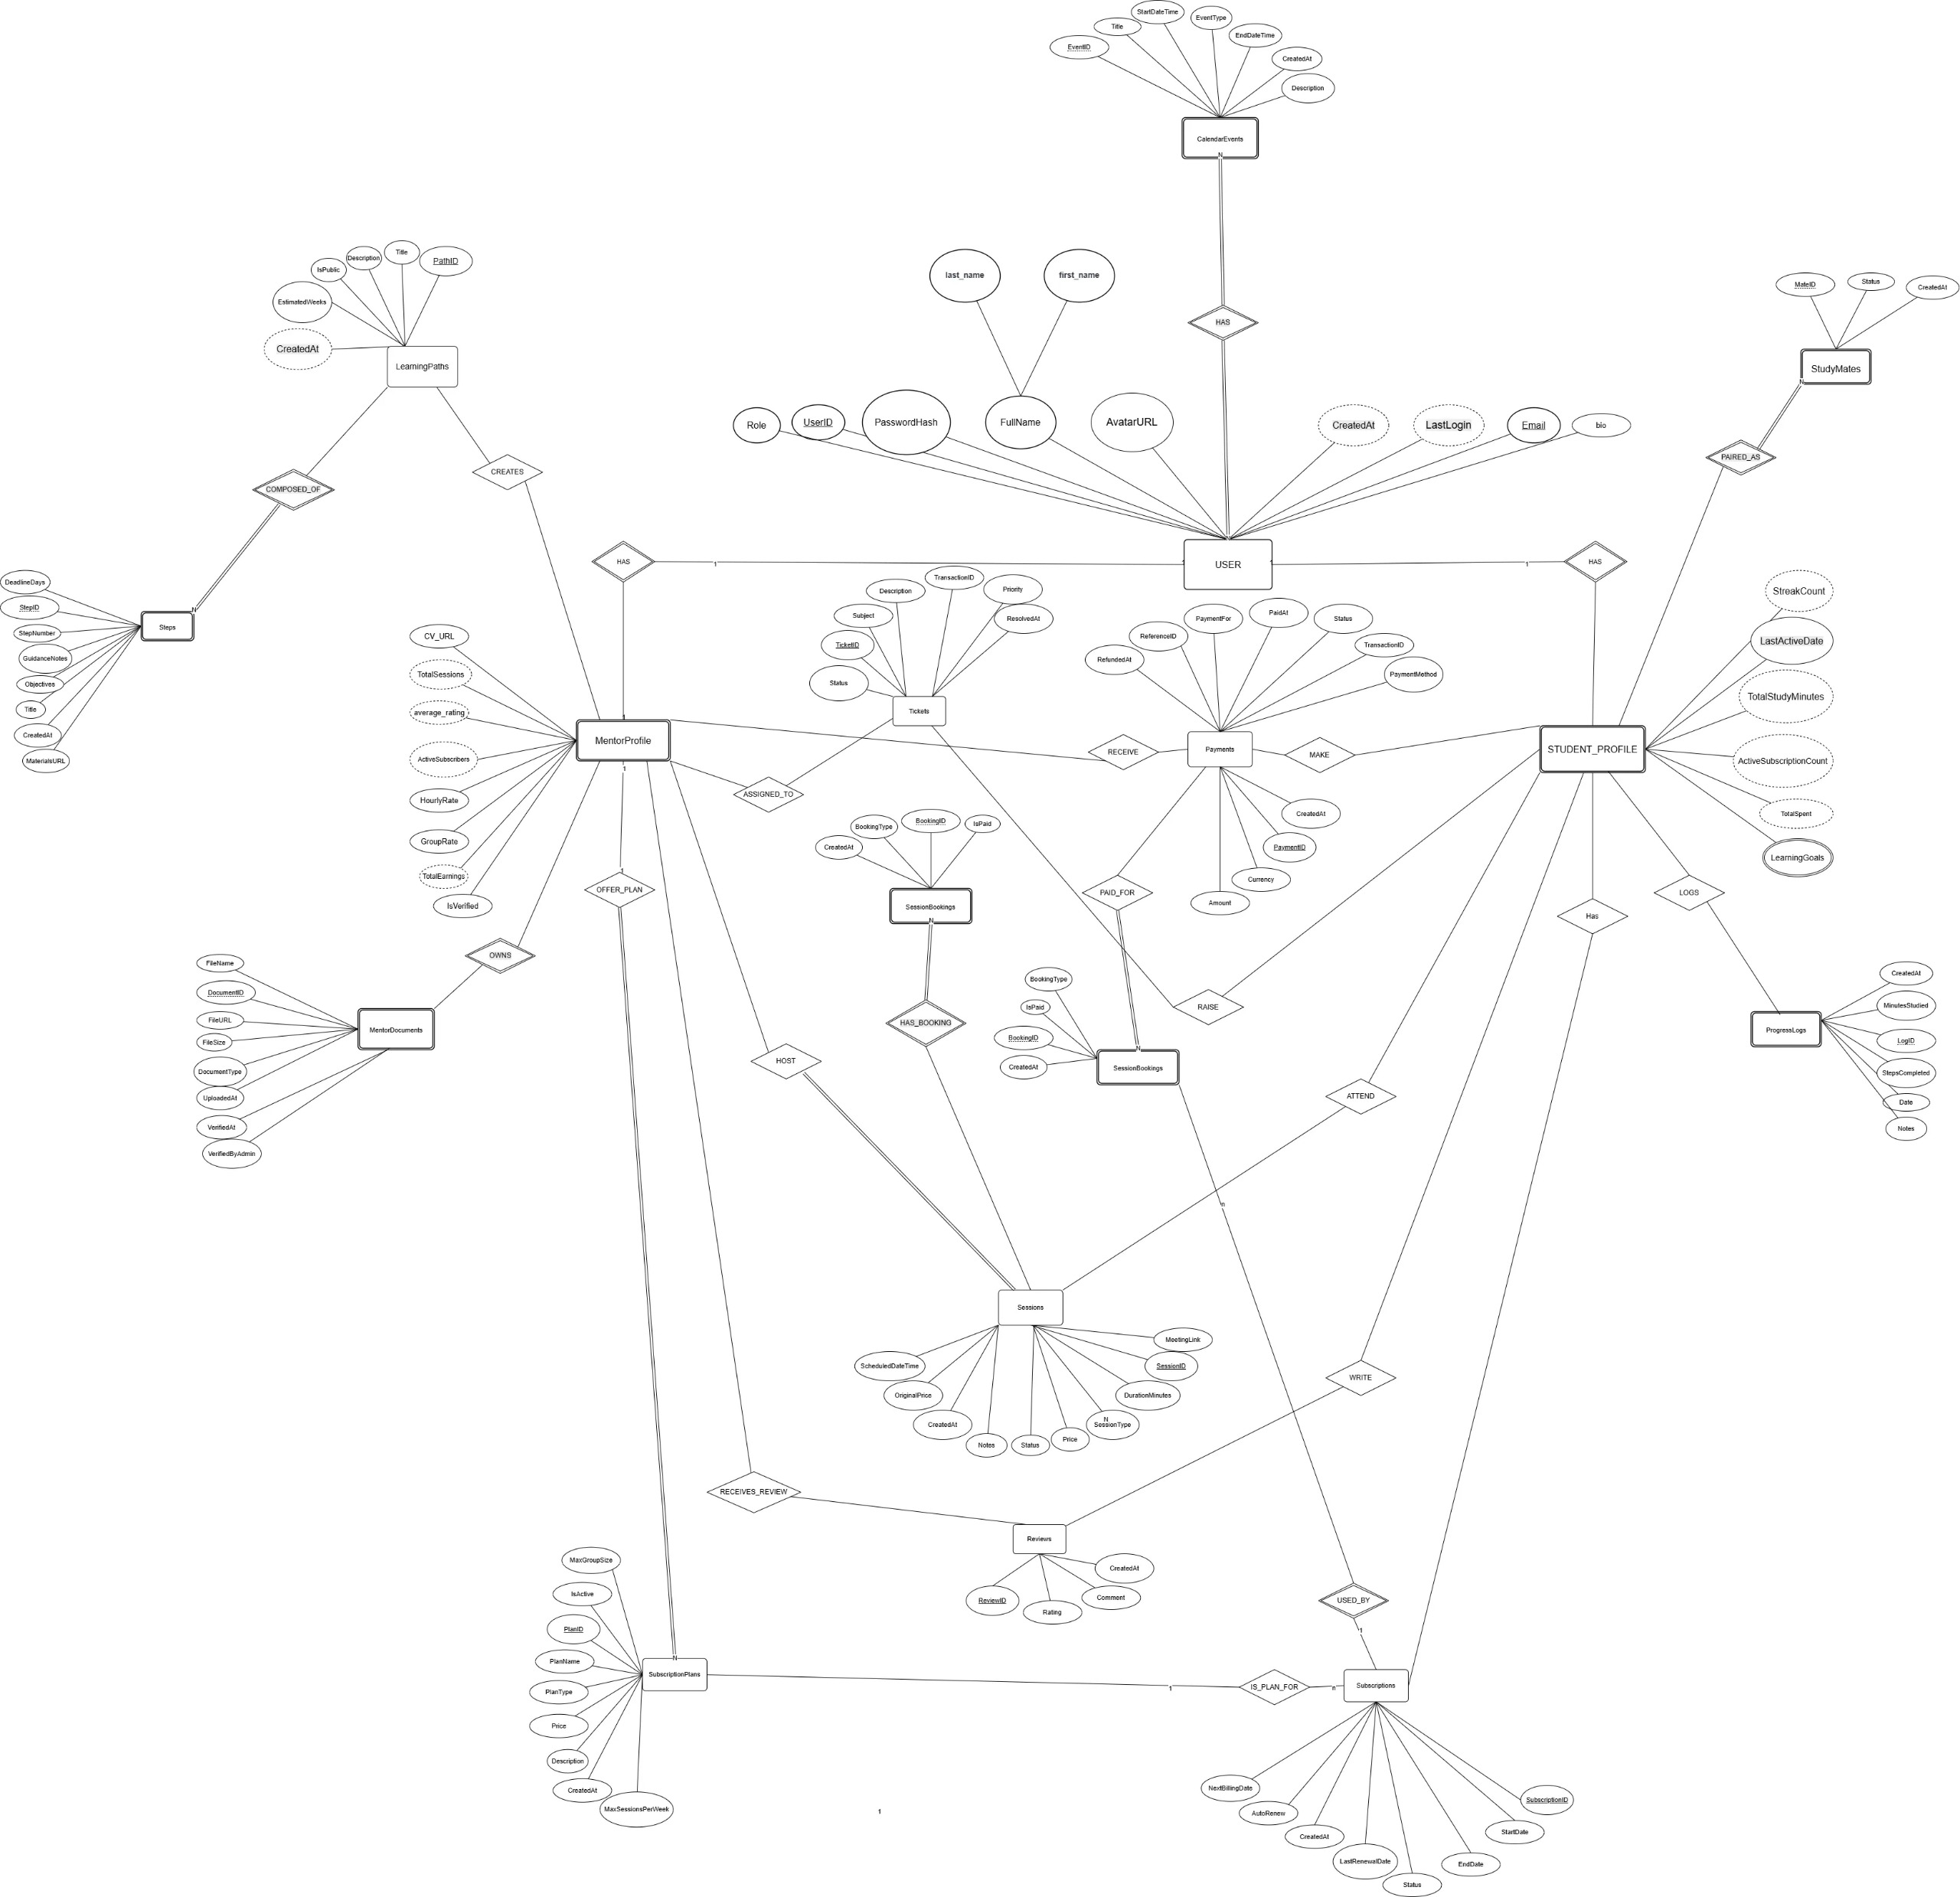 StartDateTime
EventType
Title
EndDateTime
EventID
CreatedAt
Description
CalendarEvents
N
PathID
Title
Description
IsPublic
EstimatedWeeks
CreatedAt
LearningPaths
last_name
first_name
HAS
MateID
Status
CreatedAt
StudyMates
N
Role
UserID
PasswordHash
FullName
AvatarURL
CreatedAt
LastLogin
Email
bio
PAIRED_AS
CREATES
COMPOSED_OF
HAS
1
USER
1
HAS
DeadlineDays
StepID
N
Steps
StepNumber
GuidanceNotes
Objectives
Title
CreatedAt
MaterialsURL
TransactionID
Description
Priority
Subject
ResolvedAt
TicketID
Status
Tickets
PaymentFor
PaidAt
Status
ReferenceID
TransactionID
RefundedAt
PaymentMethod
StreakCount
LastActiveDate
TotalStudyMinutes
ActiveSubscriptionCount
TotalSpent
LearningGoals
CV_URL
TotalSessions
average_rating
ActiveSubscribers
HourlyRate
GroupRate
TotalEarnings
IsVerified
1
MentorProfile
1
RECEIVE
Payments
MAKE
STUDENT_PROFILE
ASSIGNED_TO
CreatedAt
PaymentID
Currency
Amount
BookingID
BookingType
IsPaid
CreatedAt
1
OFFER_PLAN
PAID_FOR
LOGS
SessionBookings
N
Has
OWNS
FileName
DocumentID
FileURL
FileSize
DocumentType
UploadedAt
VerifiedAt
VerifiedByAdmin
MentorDocuments
HAS_BOOKING
BookingType
IsPaid
BookingID
CreatedAt
RAISE
N
SessionBookings
HOST
ATTEND
CreatedAt
MinutesStudied
ProgressLogs
LogID
StepsCompleted
Date
Notes
n
Sessions
MeetingLink
ScheduledDateTime
SessionID
OriginalPrice
DurationMinutes
CreatedAt
N
SessionType
Notes
Status
Price
WRITE
RECEIVES_REVIEW
Reviews
CreatedAt
ReviewID
Comment
Rating
USED_BY
1
MaxGroupSize
IsActive
PlanID
PlanName
PlanType
Price
Description
CreatedAt
MaxSessionsPerWeek
N
SubscriptionPlans
1
IS_PLAN_FOR
n
Subscriptions
NextBillingDate
SubscriptionID
AutoRenew
1
StartDate
CreatedAt
LastRenewalDate
EndDate
Status